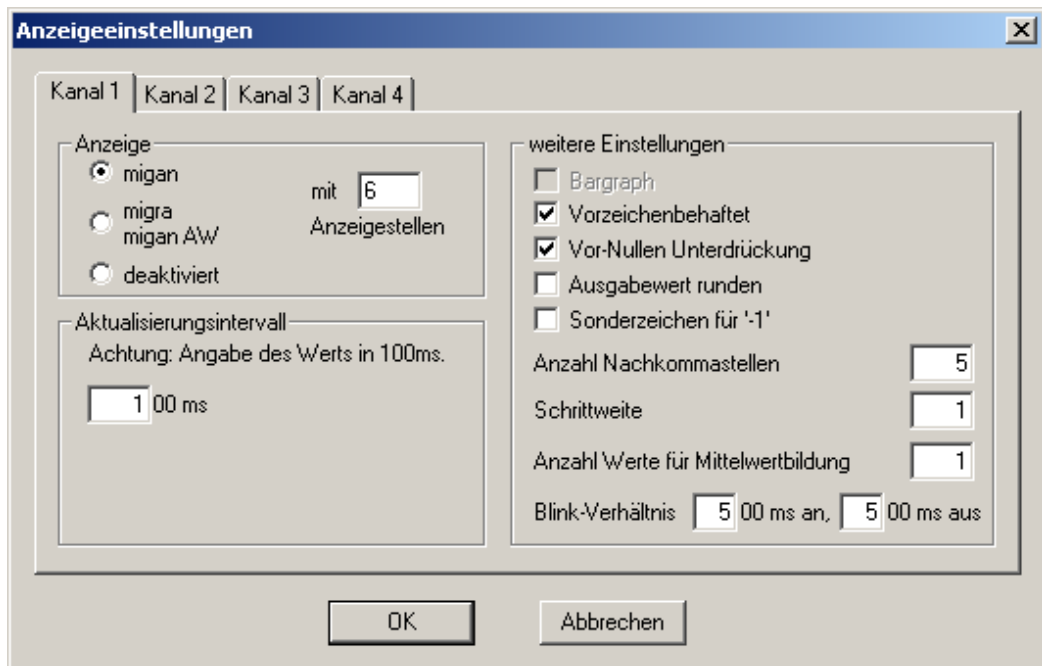 Anzeigeeinstellungen
Kanal 1 Kanal 2 Kanal 3 Kanal 4
Anzeige
migan
migra
migan AW
deaktiviert
mit 6
Anzeigestellen
Aktualisierungsintervall
Achtung: Angabe des Werts in 100ms.
1 00 ms
weitere Einstellungen
Bargraph
Vorzeichenbehaftet
Vor-Nullen Unterdrückung
Ausgabewert runden
Sonderzeichen für '-1'
Anzahl Nachkommastellen 5
Schrittweite 1
Anzahl Werte für Mittelwertbildung 1
Blink-Verhältnis 5 00 ms an, 5 00 ms aus
OK Abbrechen